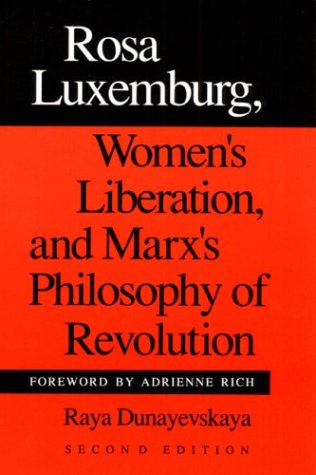 Rosa
Luxemburg,
Women's
Liberation,
and Marx's
Philosophy of
Revolution
FOREWORD BY ADRIENNE RICH
Raya Dunayevskaya
SECOND EDITION